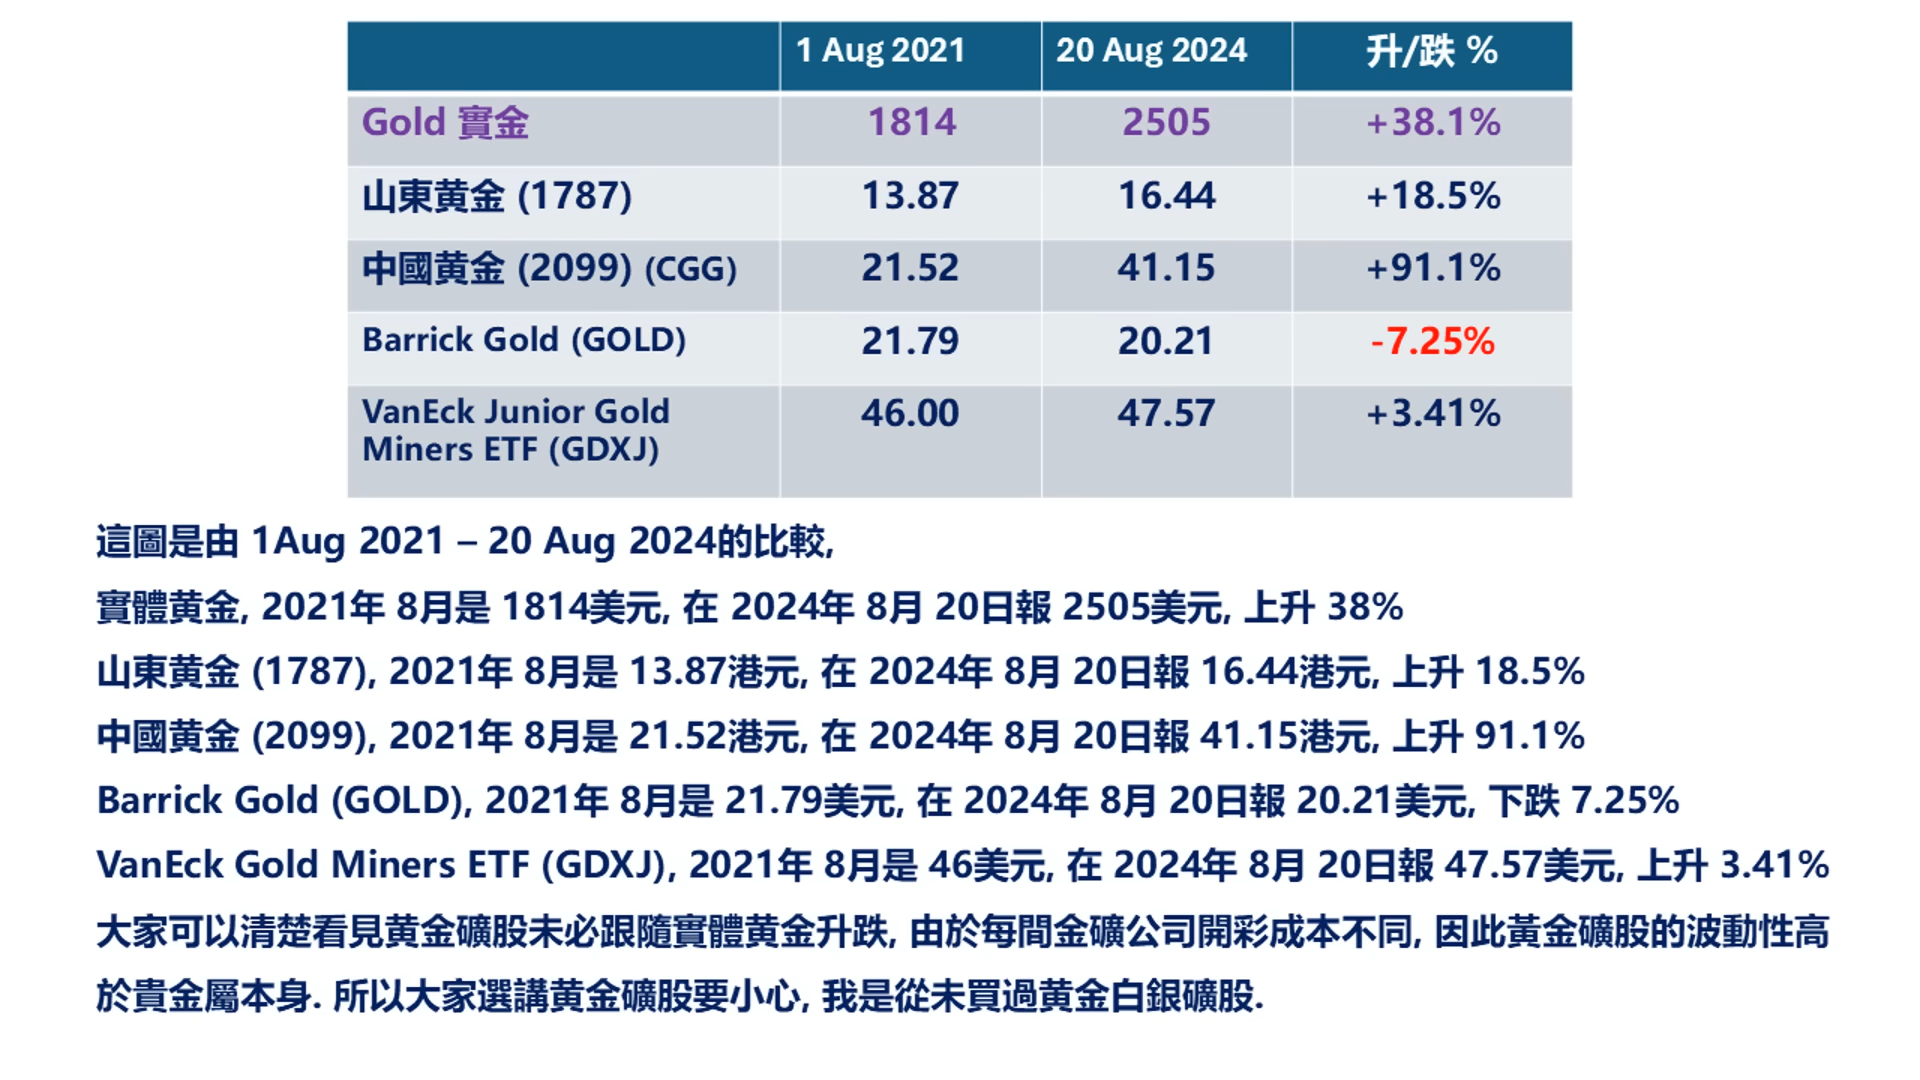 1 Aug 2021 20 Aug 2024 升/跌 %
Gold 實金 1814 2505 +38.1%
山東黄金 (1787) 13.87 16.44 +18.5%
中國黄金 (2099) (CGG) 21.52 41.15 +91.1%
Barrick Gold (GOLD) 21.79 20.21 -7.25%
VanEck Junior Gold 46.00 47.57 +3.41%
Miners ETF (GDXJ)
這圖是由 1Aug 2021 – 20 Aug 2024的比較,
實體黄金, 2021年 8月是 1814美元, 在 2024年 8月 20日報 2505美元, 上升 38%
山東黄金 (1787), 2021年 8月是 13.87港元, 在 2024年 8月 20日報 16.44港元, 上升 18.5%
中國黄金 (2099), 2021年 8月是 21.52港元, 在 2024年 8月 20日報 41.15港元, 上升 91.1%
Barrick Gold (GOLD), 2021年 8月是 21.79美元, 在 2024年 8月 20日報 20.21美元, 下跌 7.25%
VanEck Gold Miners ETF (GDXJ), 2021年 8月是 46美元, 在 2024年 8月 20日報 47.57美元, 上升 3.41%
大家可以清楚看見黄金礦股未必跟隨實體黄金升跌, 由於每間金礦公司開彩成本不同, 因此黃金礦股的波動性高
於貴金屬本身. 所以大家選講黄金礦股要小心, 我是從未買過黄金白銀礦股.